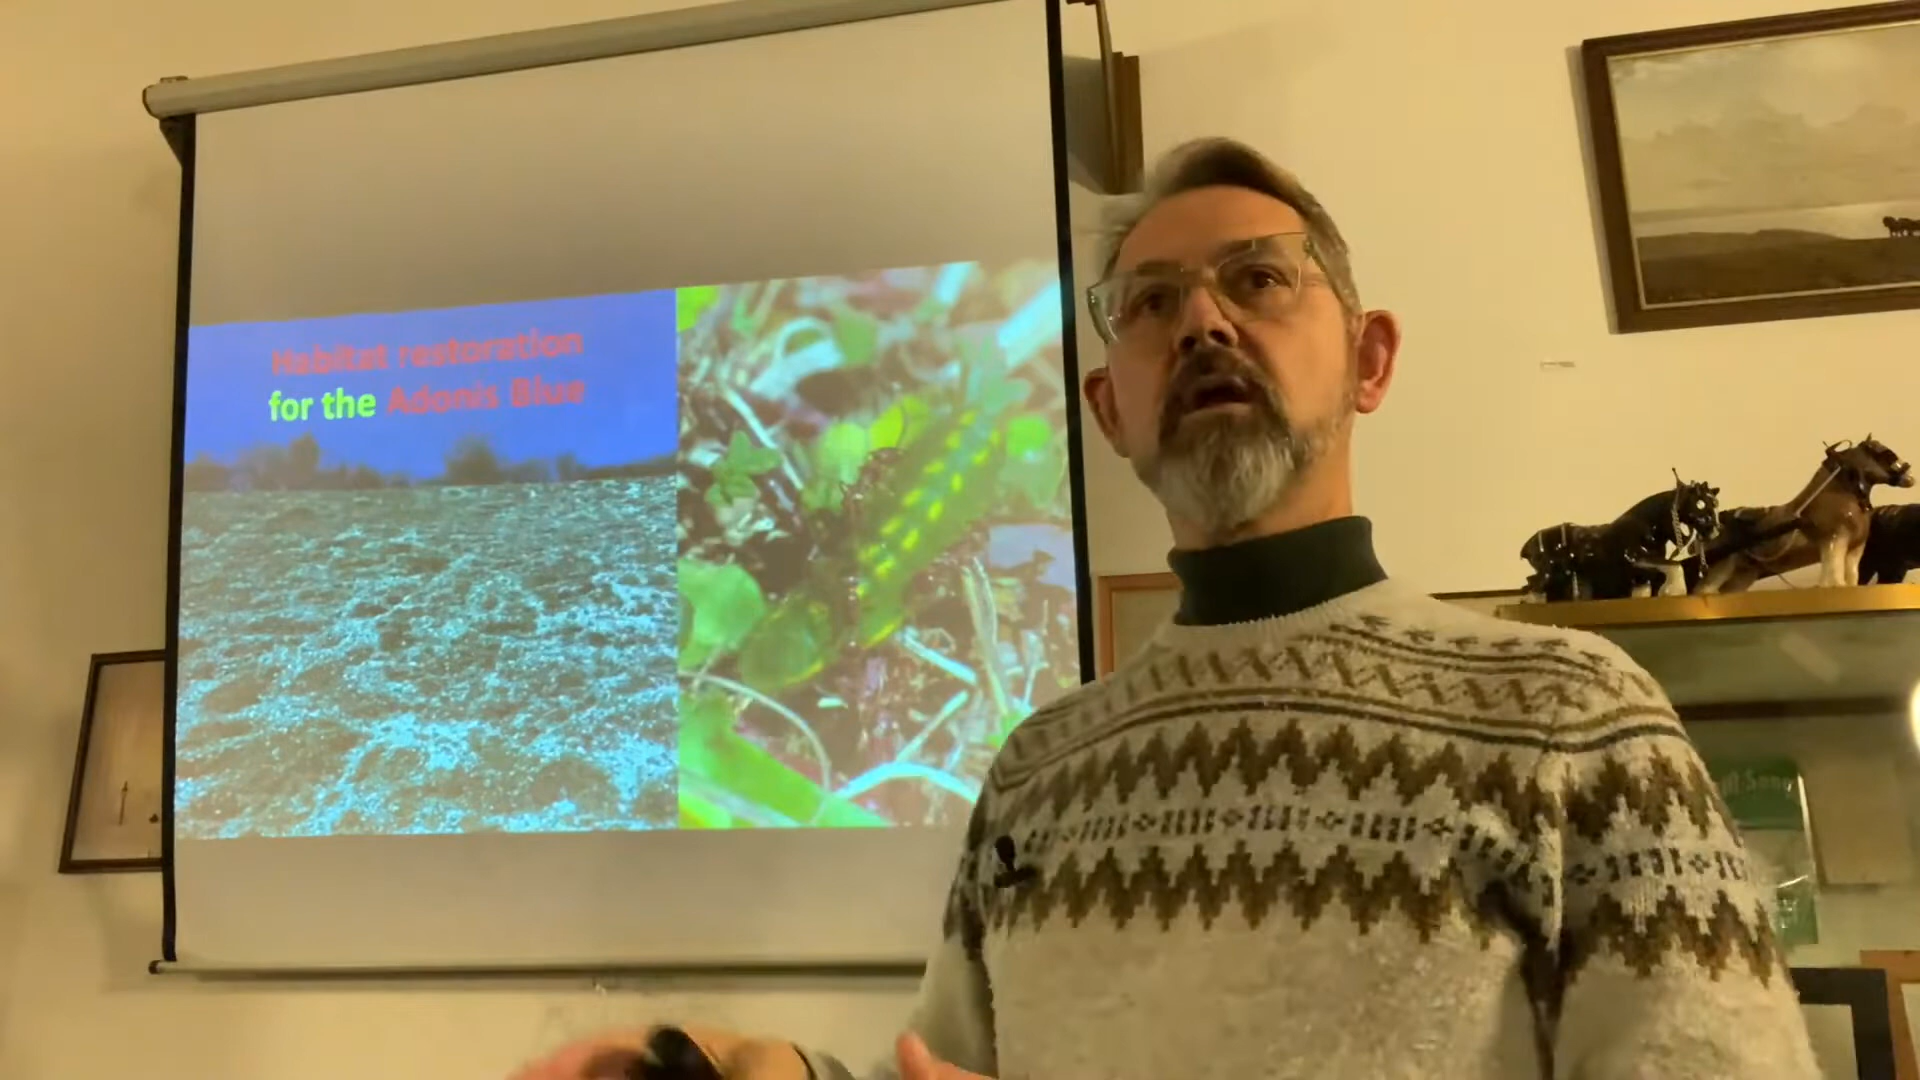 Habitat restoration
for the Adonis Blue